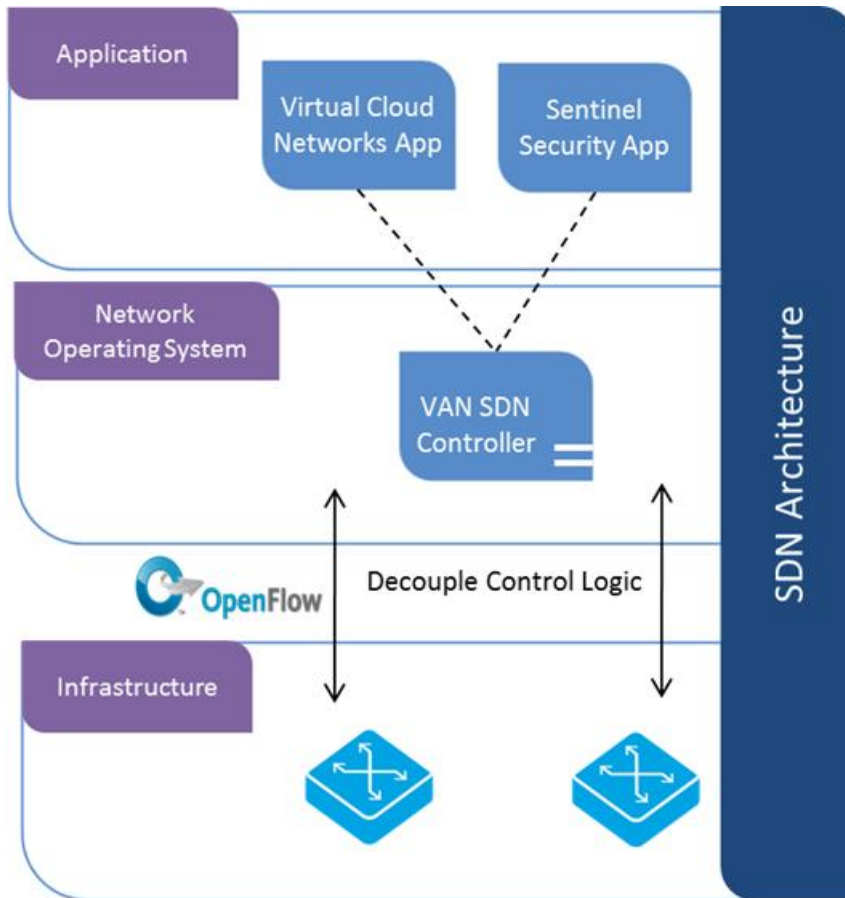 Application
Virtual Cloud
Networks App
Sentinel
Security App
Network
Operating System
VAN SDN
Controller
OpenFlow
™
Decouple Control Logic
Infrastructure
SDN Architecture